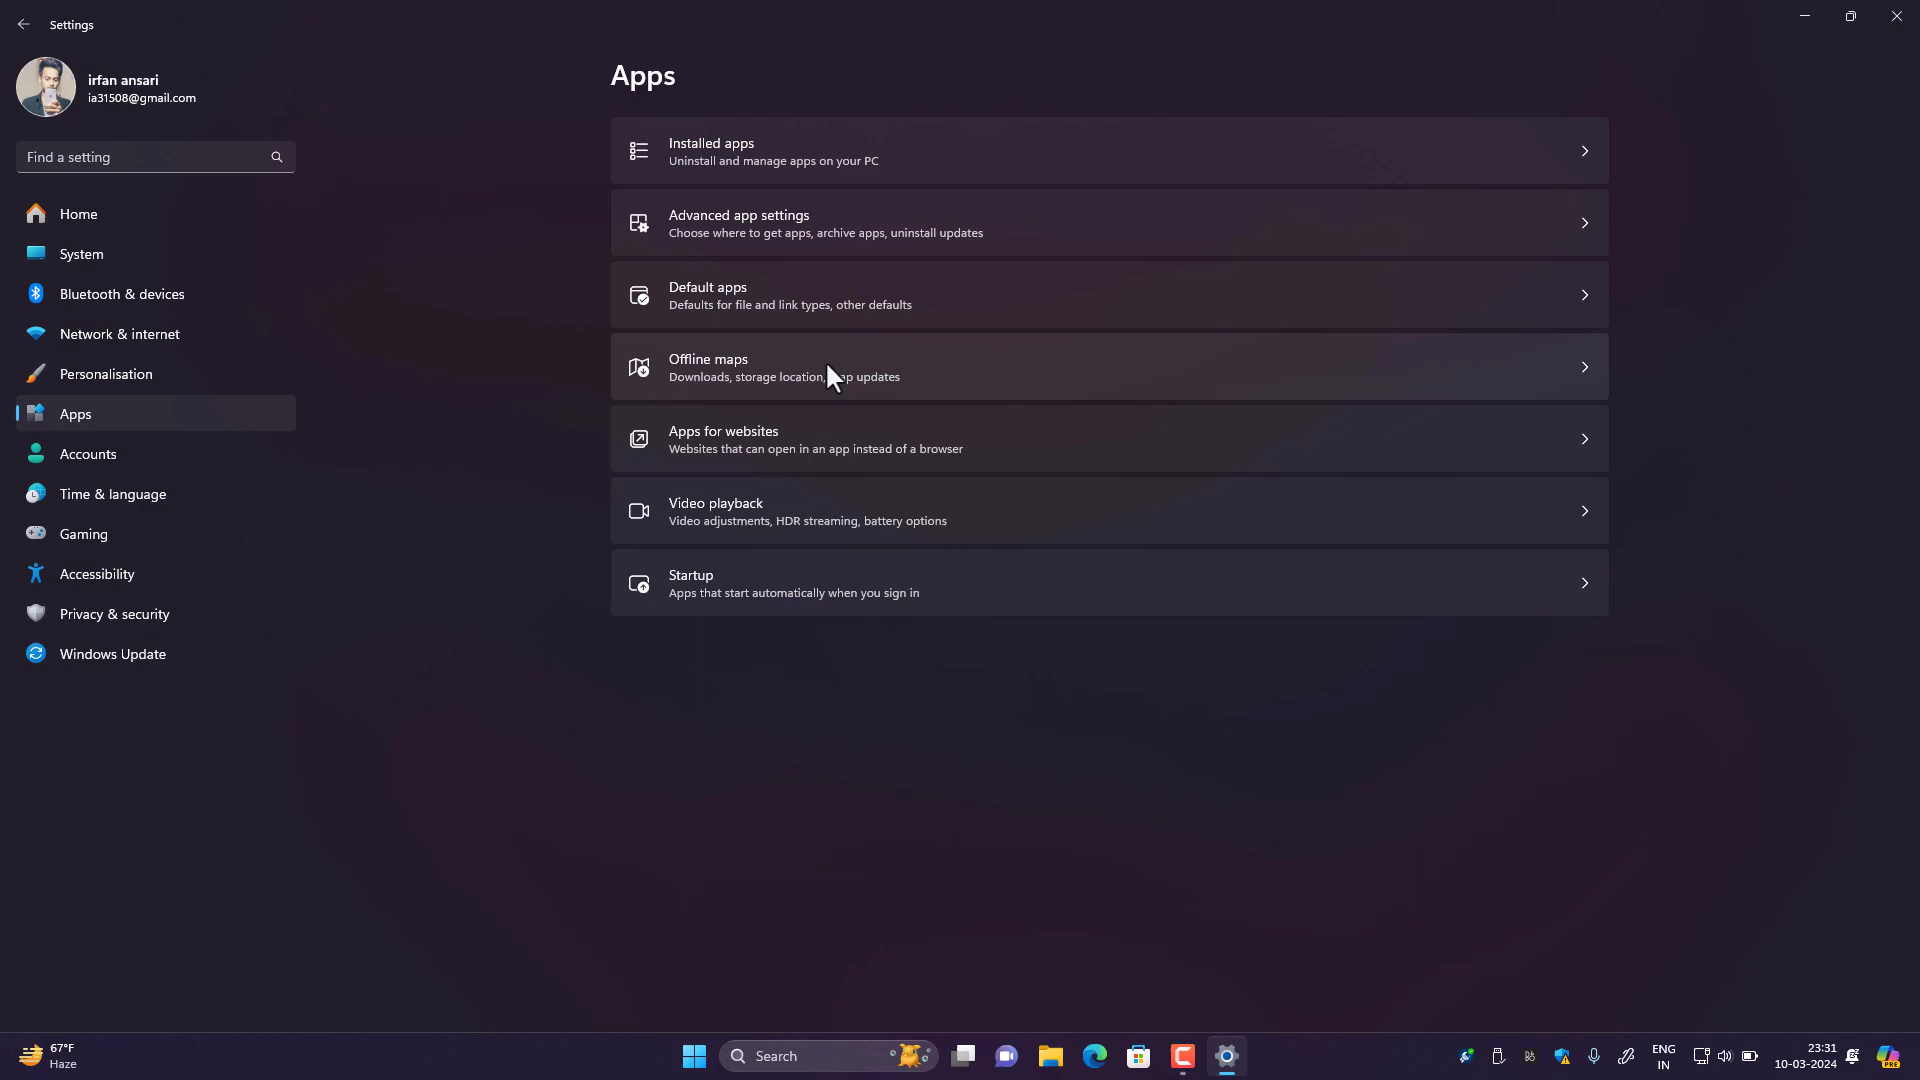 Settings
irfan ansari
ia31508@gmail.com
Find a setting
Home
System
Bluetooth & devices
Network & internet
Personalisation
Apps
Accounts
Time & language
Gaming
Accessibility
Privacy & security
Windows Update
Apps
Installed apps
Uninstall and manage apps on your PC
Advanced app settings
Choose where to get apps, archive apps, uninstall updates
Default apps
Defaults for file and link types, other defaults
Offline maps
Downloads, storage location, ap updates
Apps for websites
Websites that can open in an app instead of a browser
Video playback
Video adjustments, HDR streaming, battery options
Startup
Apps that start automatically when you sign in
67°F
Haze
Search
ENG
IN
23:31
10-03-2024
PRE